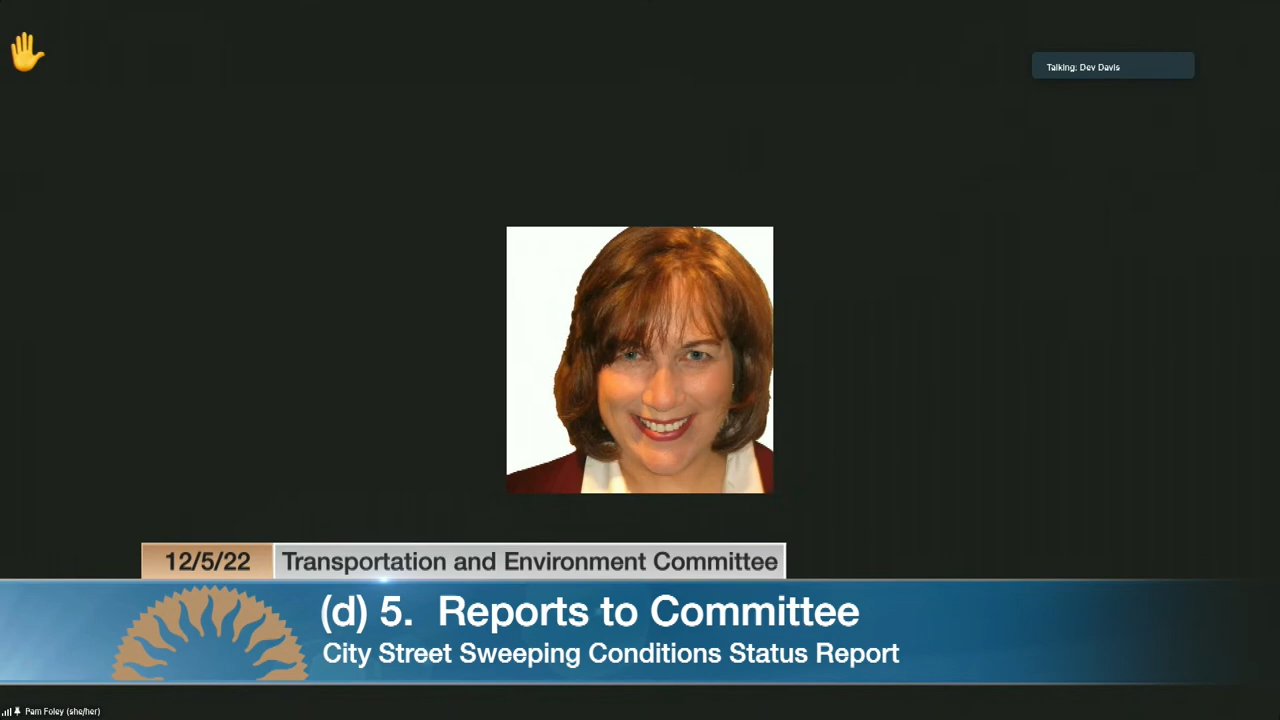 Talking: Dev Davis
12/5/22 Transportation and Environment Committee
(d) 5. Reports to Committee
City Street Sweeping Conditions Status Report
Pam Foley (she/her)